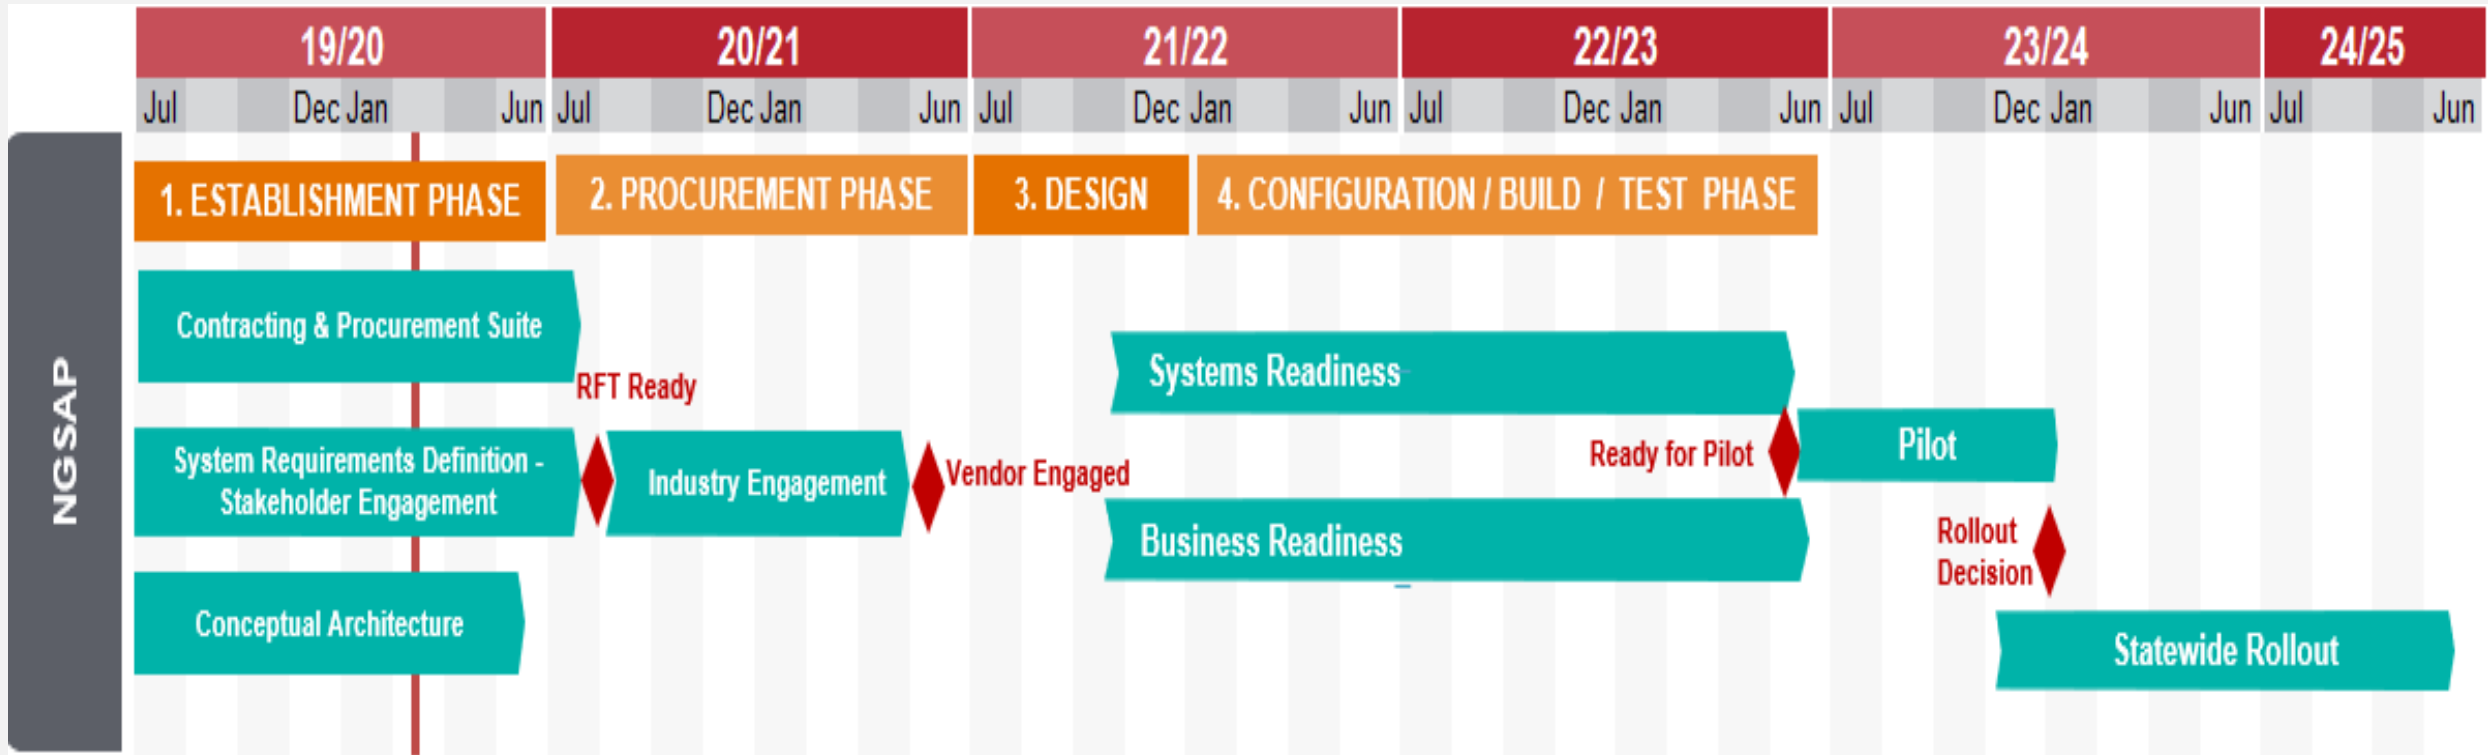 19/20
20/21
21/22
22/23
23/24
24/25
Jul Dec Jan Jun Jul Dec Jan Jun Jul Dec Jan Jun Jul Dec Jan Jun Jul Dec Jan Jun Jul Jun
NGSAP
1. ESTABLISHMENT PHASE
2. PROCUREMENT PHASE
3. DESIGN
4. CONFIGURATION / BUILD / TEST PHASE
Contracting & Procurement Suite
RFT Ready
System Requirements Definition -
Stakeholder Engagement
Industry Engagement
Vendor Engaged
Conceptual Architecture
Systems Readiness
Ready for Pilot
Pilot
Business Readiness
Rollout
Decision
Statewide Rollout